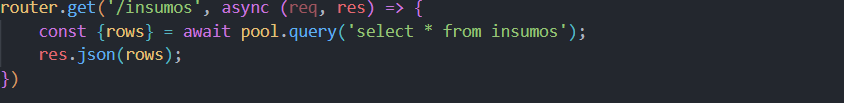 router.get('/insumos', async (req, res) => {
    const {rows} = await pool.query('select * from insumos');
    res.json(rows);
})